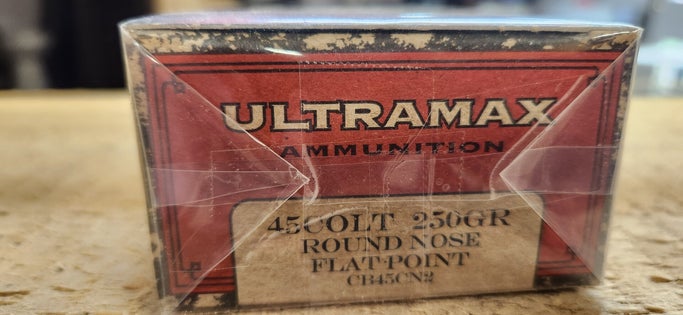 ULTRAMAX
AMMUNITION
45COLT 250GR
ROUND NOSE
FLAT-POINT
CB45CN2